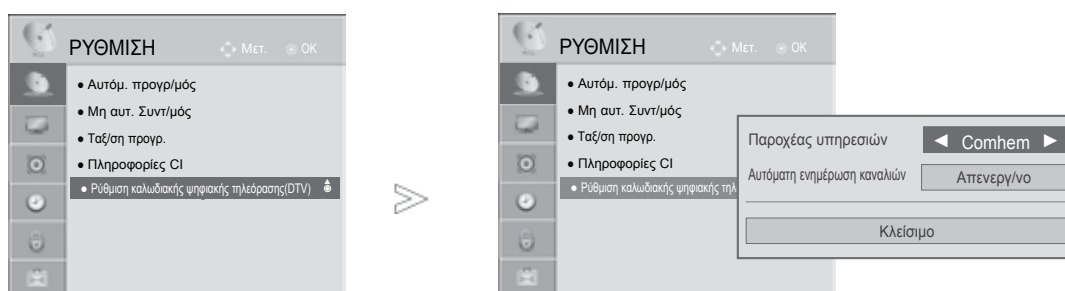 ΡΥΘΜΙΣΗ Μετ. OK
● Αυτόμ. προγρ/μός
● Μη αυτ. Συντ/μός
● Ταξ/ση προγρ.
● Πληροφορίες CI
● Ρύθμιση καλωδιακής ψηφιακής τηλεόρασης(DTV)
ΡΥΘΜΙΣΗ Μετ. OK
● Αυτόμ. προγρ/μός
● Μη αυτ. Συντ/μός
● Ταξ/ση προγρ.
● Πληροφορίες CI
● Ρύθμιση καλωδιακής ψηφιακής τηλ
Παροχέας υπηρεσιών ◄ Comhem ►
Αυτόματη ενημέρωση καναλιών Απενεργ/νο
Κλείσιμο